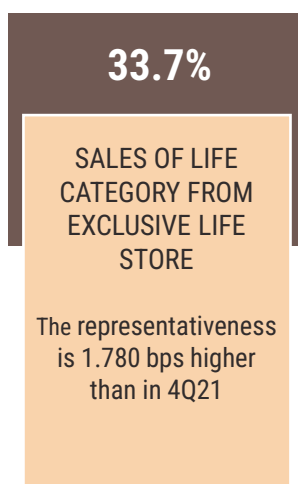 33.7%
SALES OF LIFE
CATEGORY FROM
EXCLUSIVE LIFE
STORE
The representativeness
is 1.780 bps higher
than in 4Q21